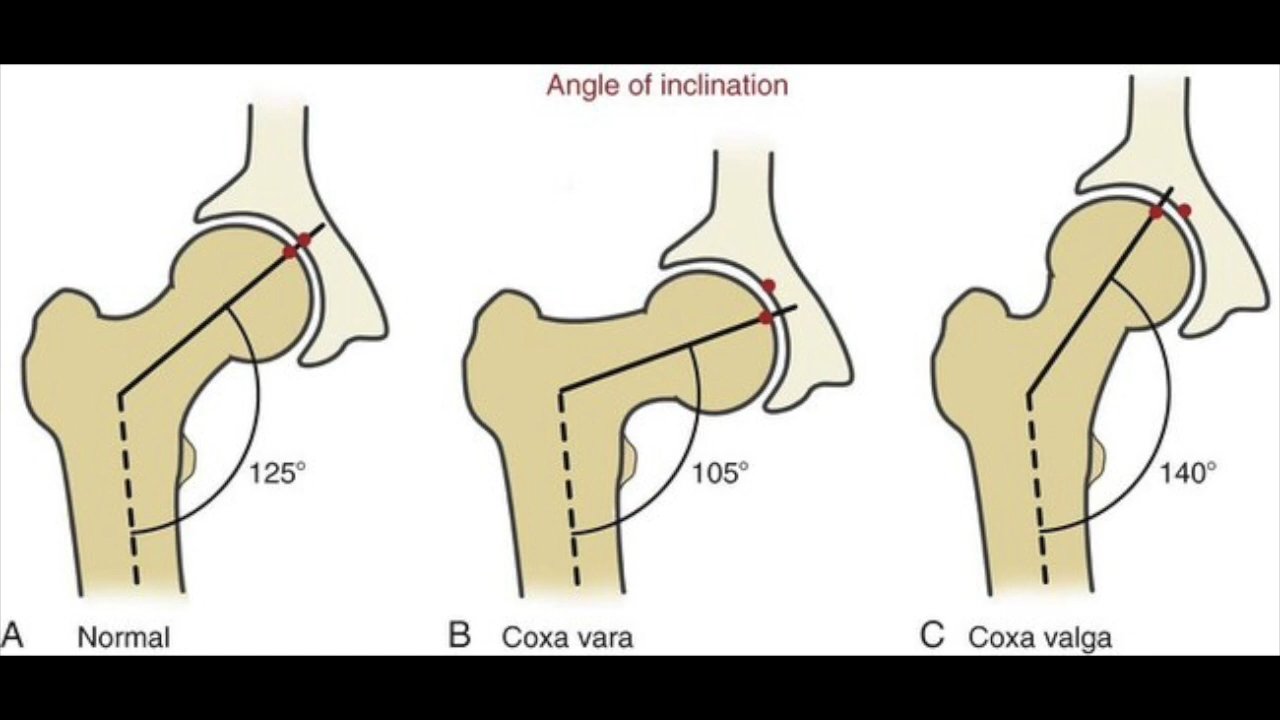 Angle of inclination
125°
105°
140°
A Normal
B Coxa vara
C Coxa valga